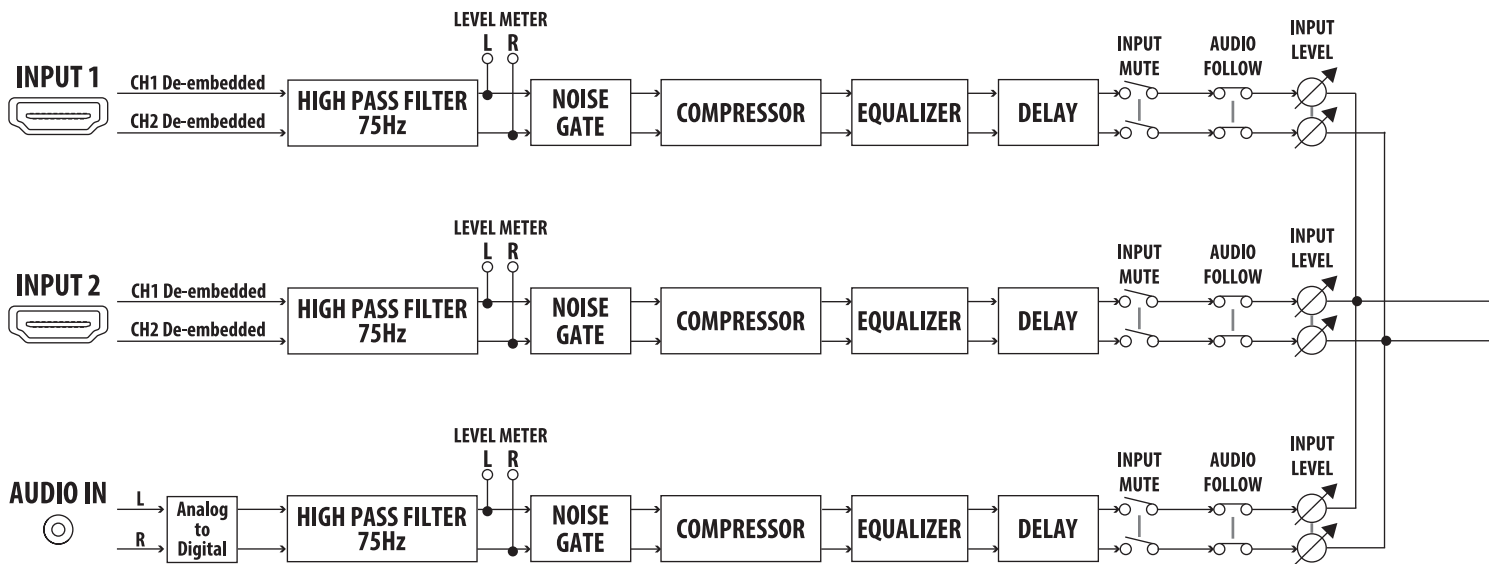 LEVEL METER
L R
INPUT 1
CH1 De-embedded
CH2 De-embedded
HIGH PASS FILTER
75Hz
NOISE
GATE
COMPRESSOR
EQUALIZER
DELAY
INPUT
MUTE
AUDIO
FOLLOW
INPUT
LEVEL
LEVEL METER
L R
INPUT 2
CH1 De-embedded
CH2 De-embedded
HIGH PASS FILTER
75Hz
NOISE
GATE
COMPRESSOR
EQUALIZER
DELAY
INPUT
MUTE
AUDIO
FOLLOW
INPUT
LEVEL
LEVEL METER
L R
AUDIO IN
L
R
Analog
to
Digital
HIGH PASS FILTER
75Hz
NOISE
GATE
COMPRESSOR
EQUALIZER
DELAY
INPUT
MUTE
AUDIO
FOLLOW
INPUT
LEVEL